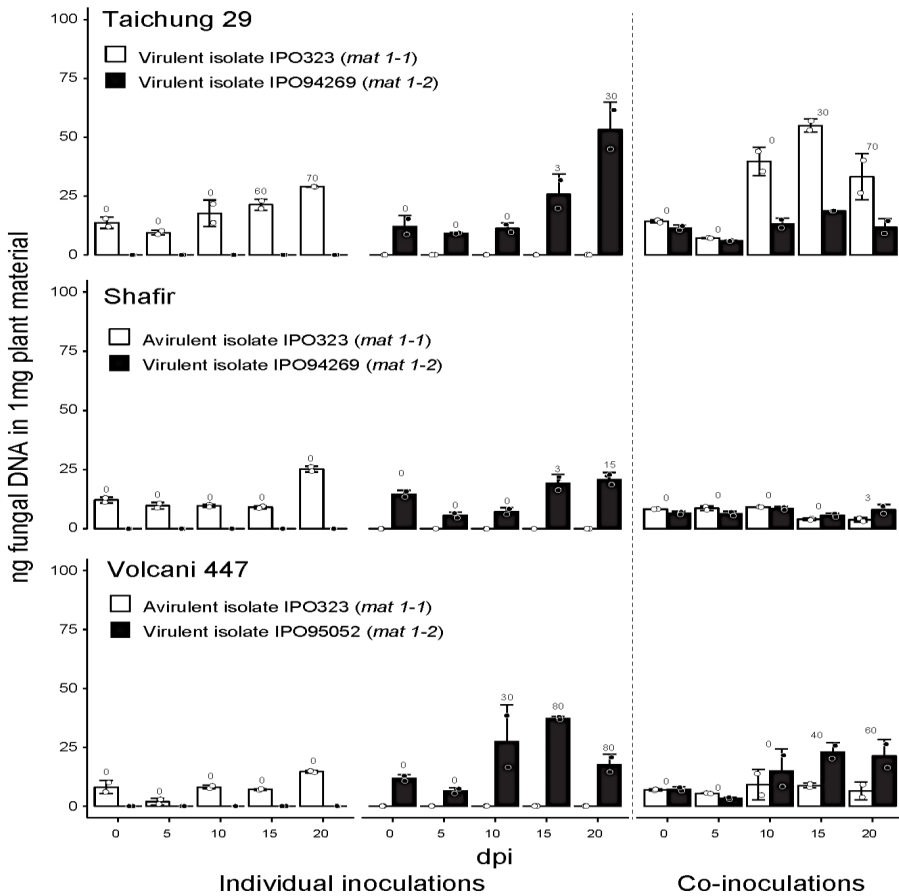 ng fungal DNA in 1mg plant material
Taichung 29
Virulent isolate IPO323 (mat 1-1)
Virulent isolate IPO94269 (mat 1-2)
100
75
50
25
0
0 0 0 60 70
0 0 0 3 30
0 0 0 30 70
Shafir
Avirulent isolate IPO323 (mat 1-1)
Virulent isolate IPO94269 (mat 1-2)
100
75
50
25
0
0 0 0 0 0
0 0 0 3 15
0 0 0 0 3
Volcani 447
Avirulent isolate IPO323 (mat 1-1)
Virulent isolate IPO95052 (mat 1-2)
100
75
50
25
0
0 0 0 0 0
0 0 30 80 80
0 0 0 40 60
0 5 10 15 20 0 5 10 15 20 0 5 10 15 20
dpi
Individual inoculations Co-inoculations